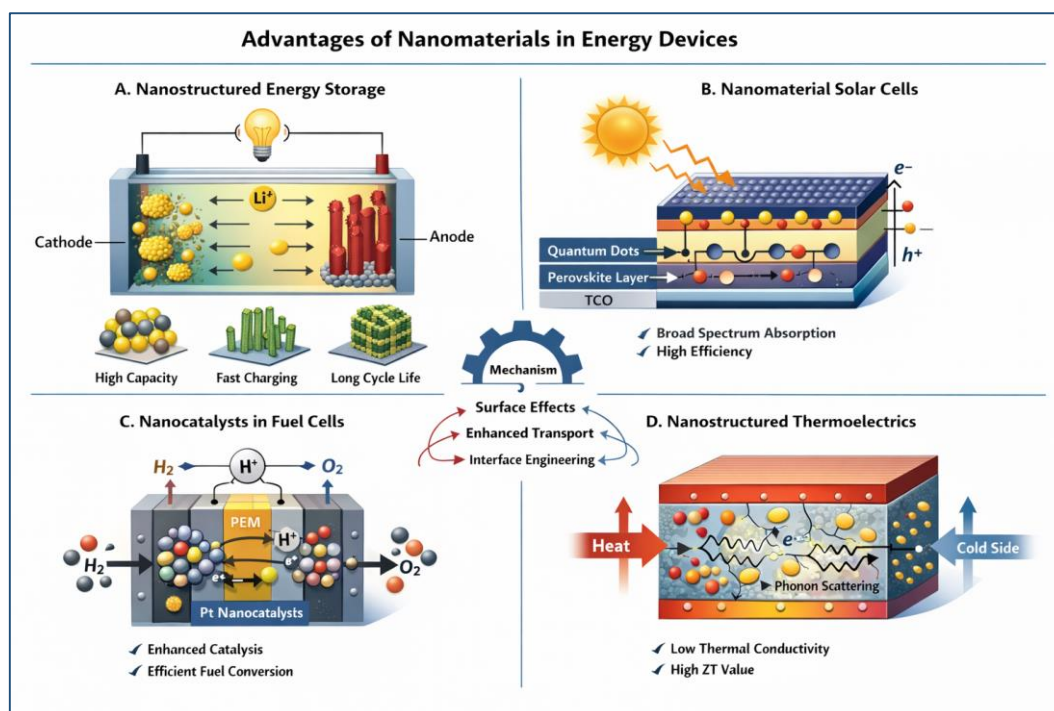 Advantages of Nanomaterials in Energy Devices
A. Nanostructured Energy Storage
Li⁺
Cathode
Anode
High Capacity
Fast Charging
Long Cycle Life
B. Nanomaterial Solar Cells
e⁻
Quantum Dots
Perovskite Layer
TCO
h⁺
✓ Broad Spectrum Absorption
✓ High Efficiency
Mechanism
Surface Effects
Enhanced Transport
Interface Engineering
C. Nanocatalysts in Fuel Cells
H₂
H⁺
O₂
PEM
H⁺
H₂
O₂
Pt Nanocatalysts
✓ Enhanced Catalysis
✓ Efficient Fuel Conversion
D. Nanostructured Thermoelectrics
Heat
Cold Side
Phonon Scattering
✓ Low Thermal Conductivity
✓ High ZT Value